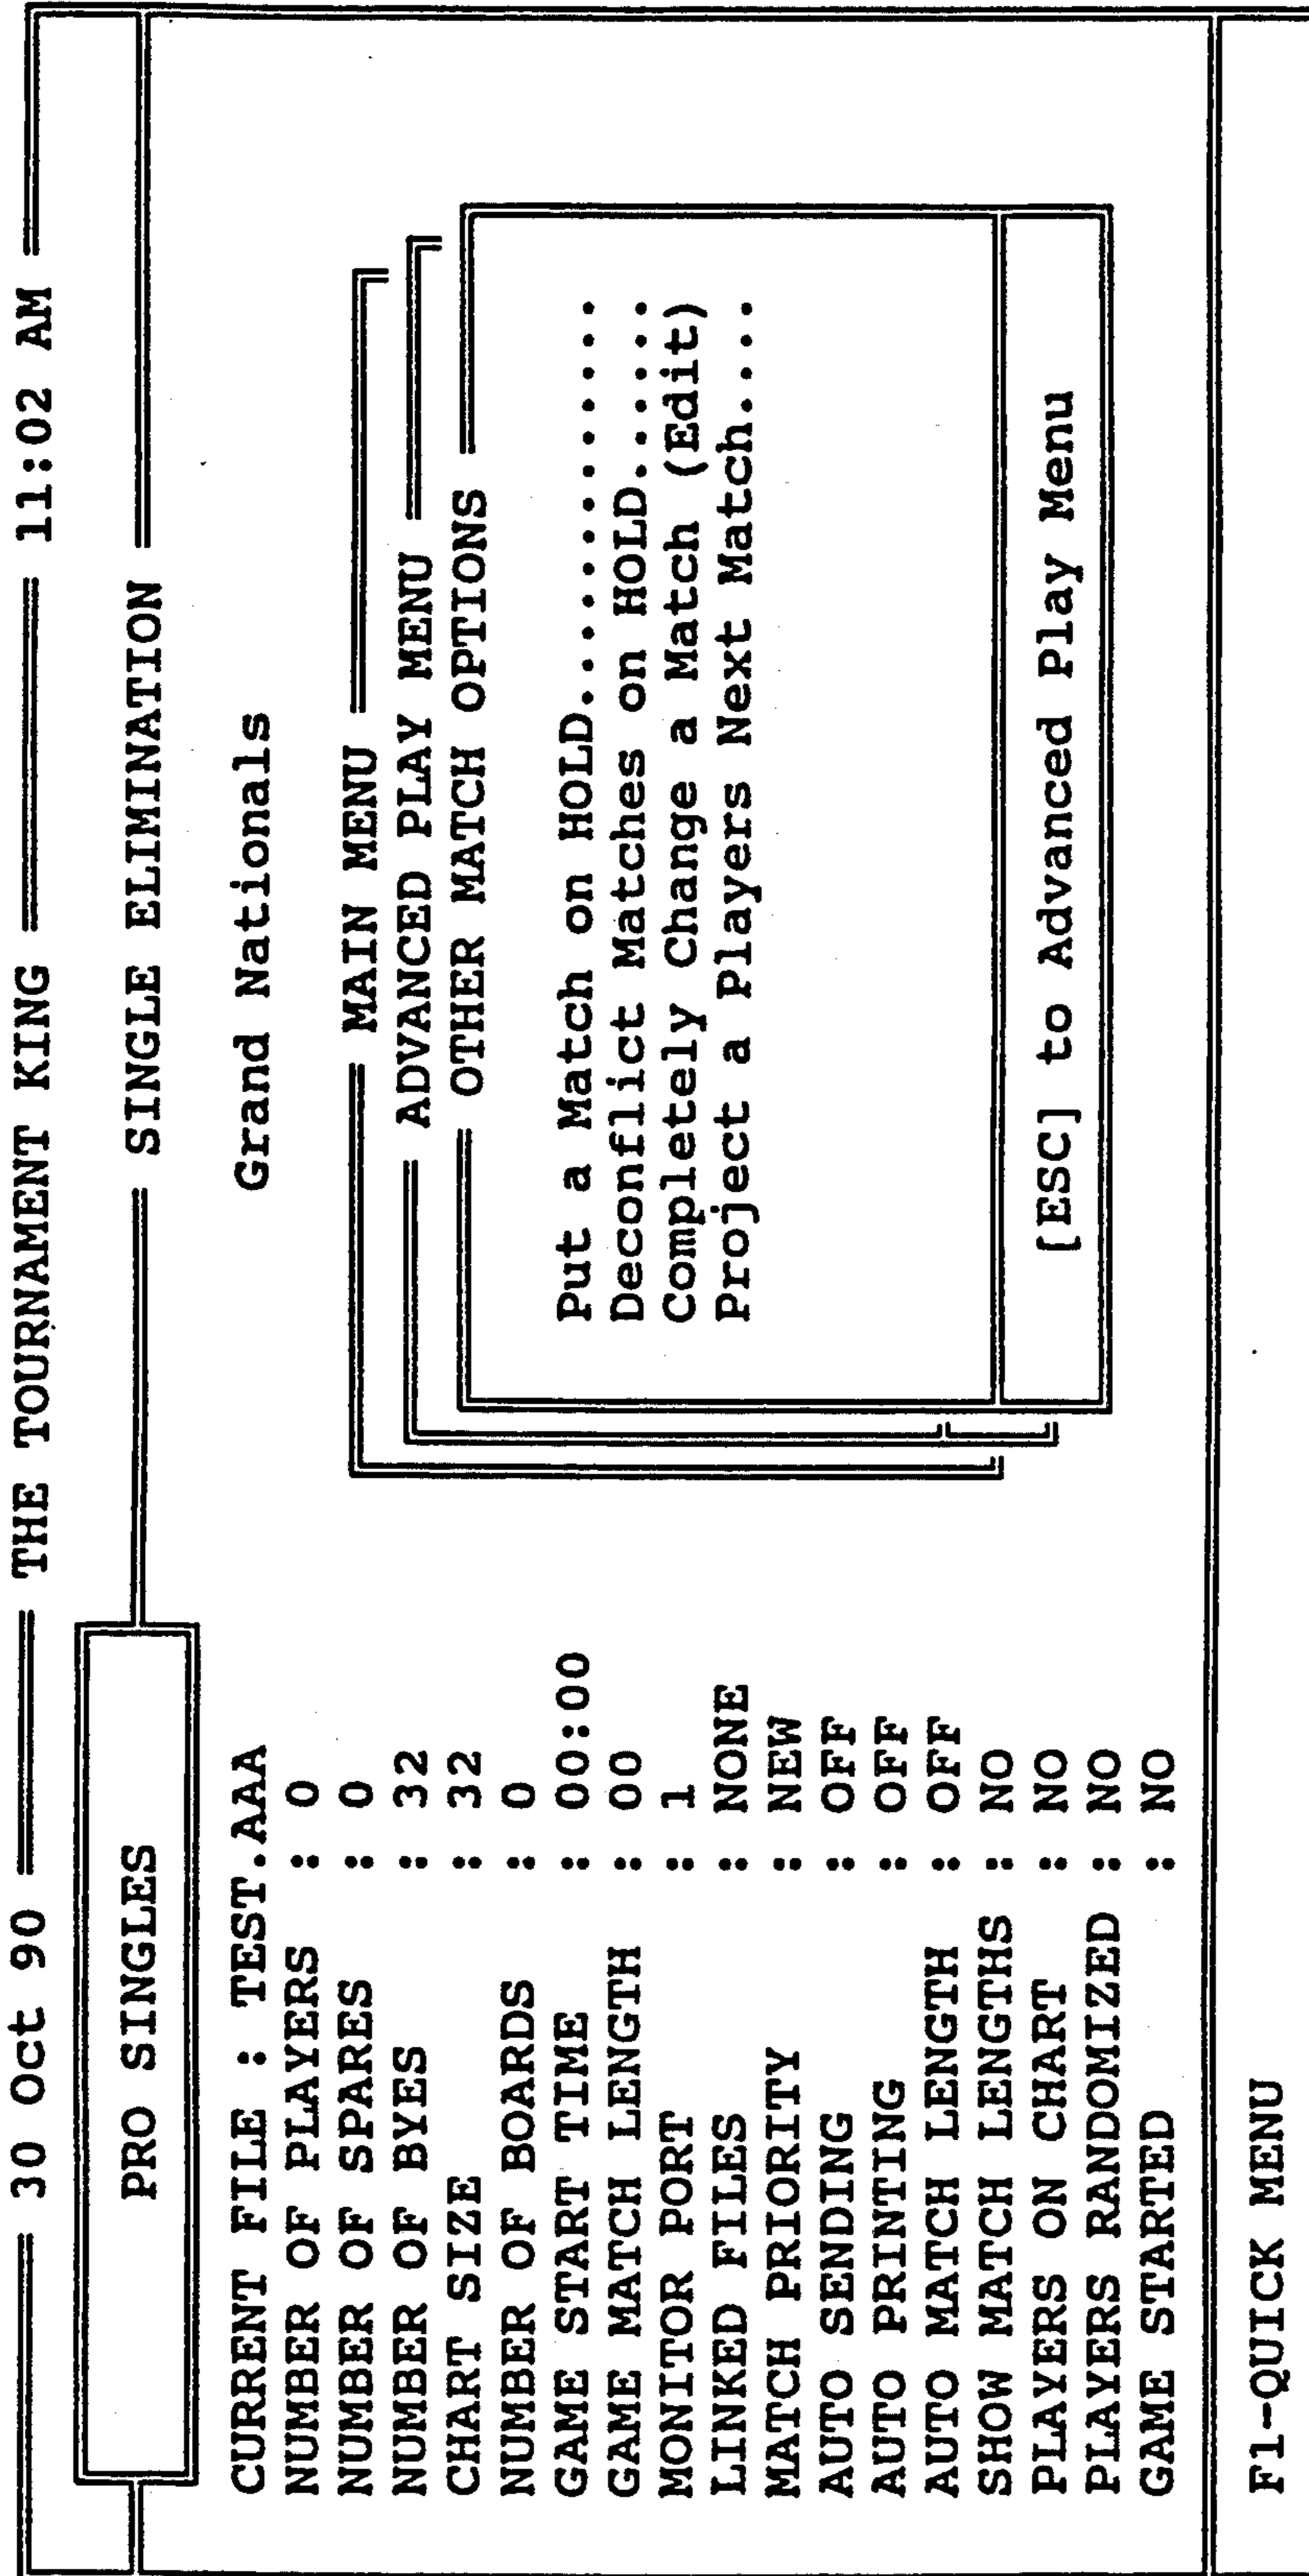 30 Oct 90 THE TOURNAMENT KING 11:02 AM
PRO SINGLES SINGLE ELIMINATION
Grand Nationals
CURRENT FILE : TEST.AAA
NUMBER OF PLAYERS : 0
NUMBER OF SPARES : 0
NUMBER OF BYES : 32
CHART SIZE : 32
NUMBER OF BOARDS : 0
GAME START TIME : 00:00
GAME MATCH LENGTH : 00
MONITOR PORT : 1
LINKED FILES : NONE
MATCH PRIORITY : NEW
AUTO SENDING : OFF
AUTO PRINTING : OFF
AUTO MATCH LENGTH : OFF
SHOW MATCH LENGTHS : NO
PLAYERS ON CHART : NO
PLAYERS RANDOMIZED : NO
GAME STARTED : NO
MAIN MENU
ADVANCED PLAY MENU
OTHER MATCH OPTIONS
Put a Match on HOLD.............
Deconflict Matches on HOLD......
Completely Change a Match (Edit)
Project a Players Next Match....
[ESC] to Advanced Play Menu
F1-QUICK MENU